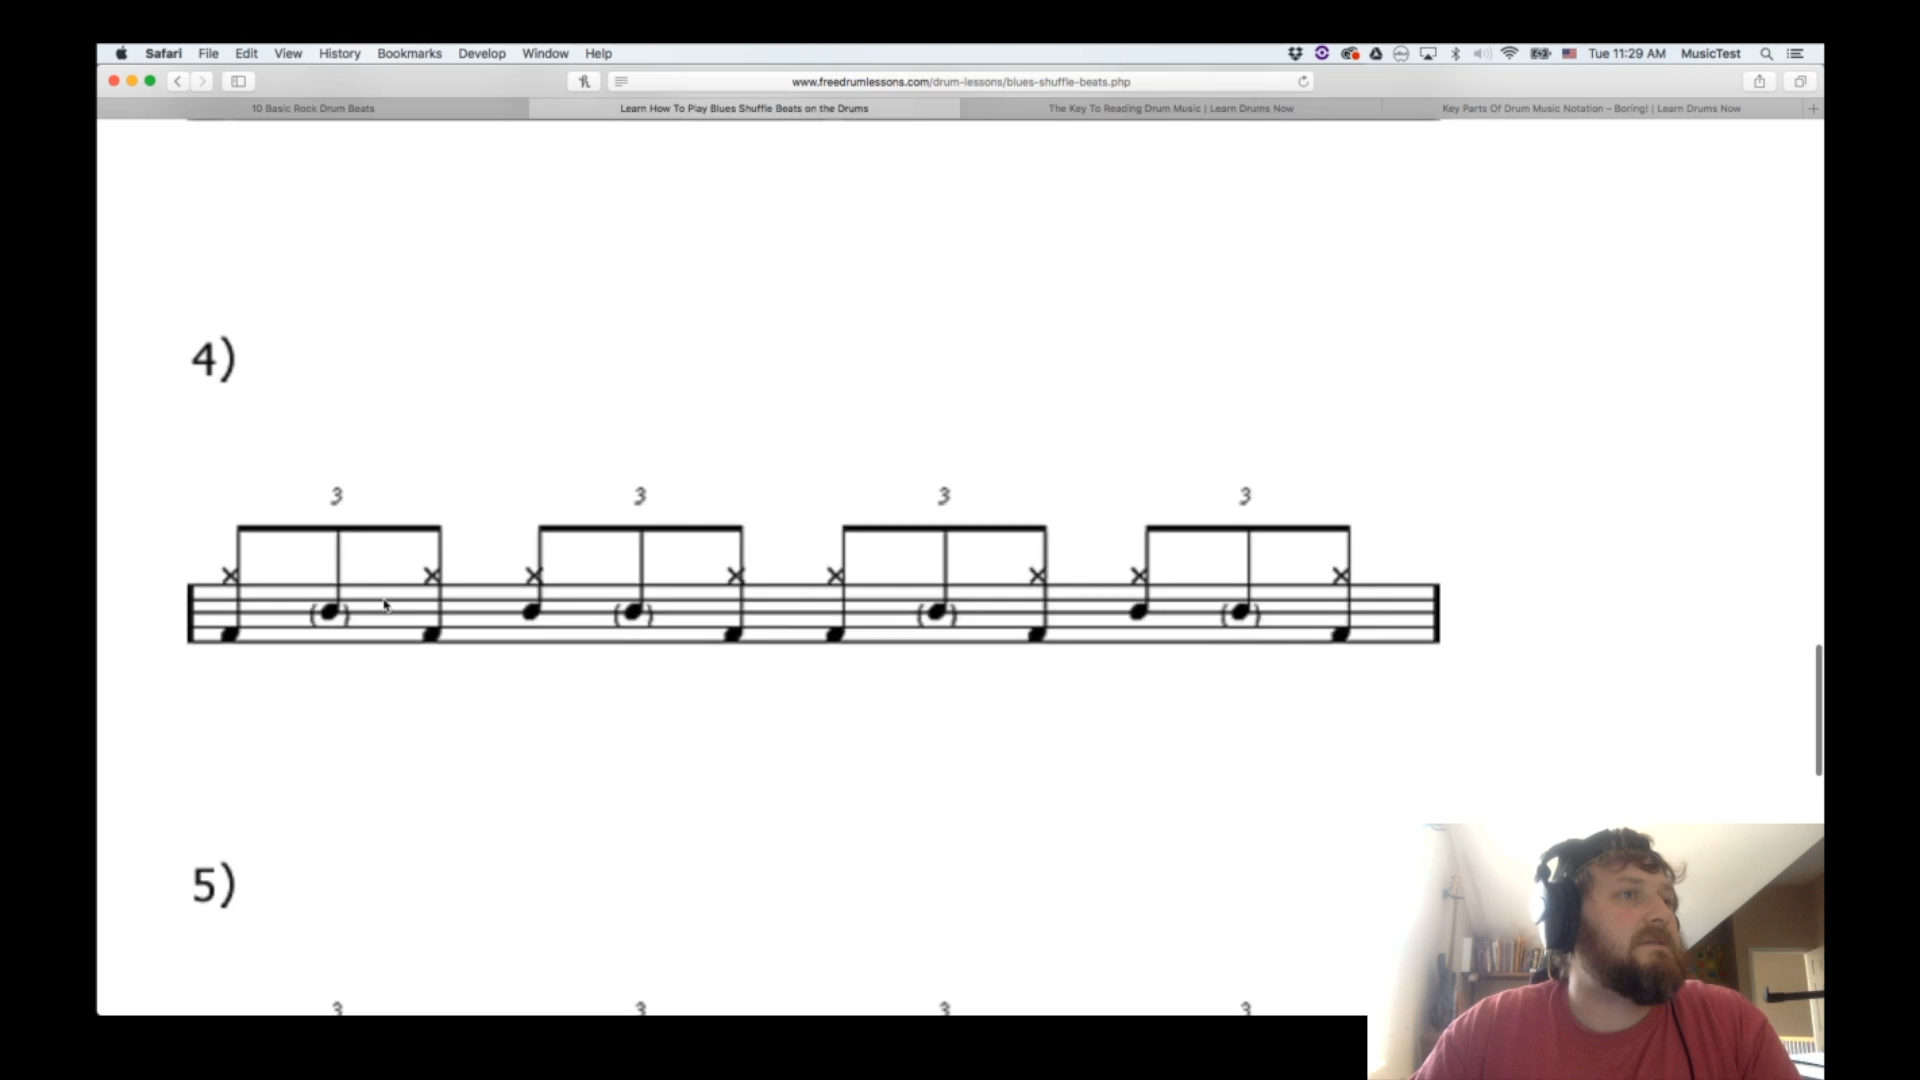 Safari File Edit View History Bookmarks Develop Window Help Tue 11:29 AM MusicTest
www.freedrumlessons.com/drum-lessons/blues-shuffle-beats.php
10 Basic Rock Drum Beats Learn How To Play Blues Shuffle Beats on the Drums The Key To Reading Drum Music | Learn Drums Now Key Parts Of Drum Music Notation – Boring! | Learn Drums Now
4)
3 3 3 3
5)
3 3 3 3